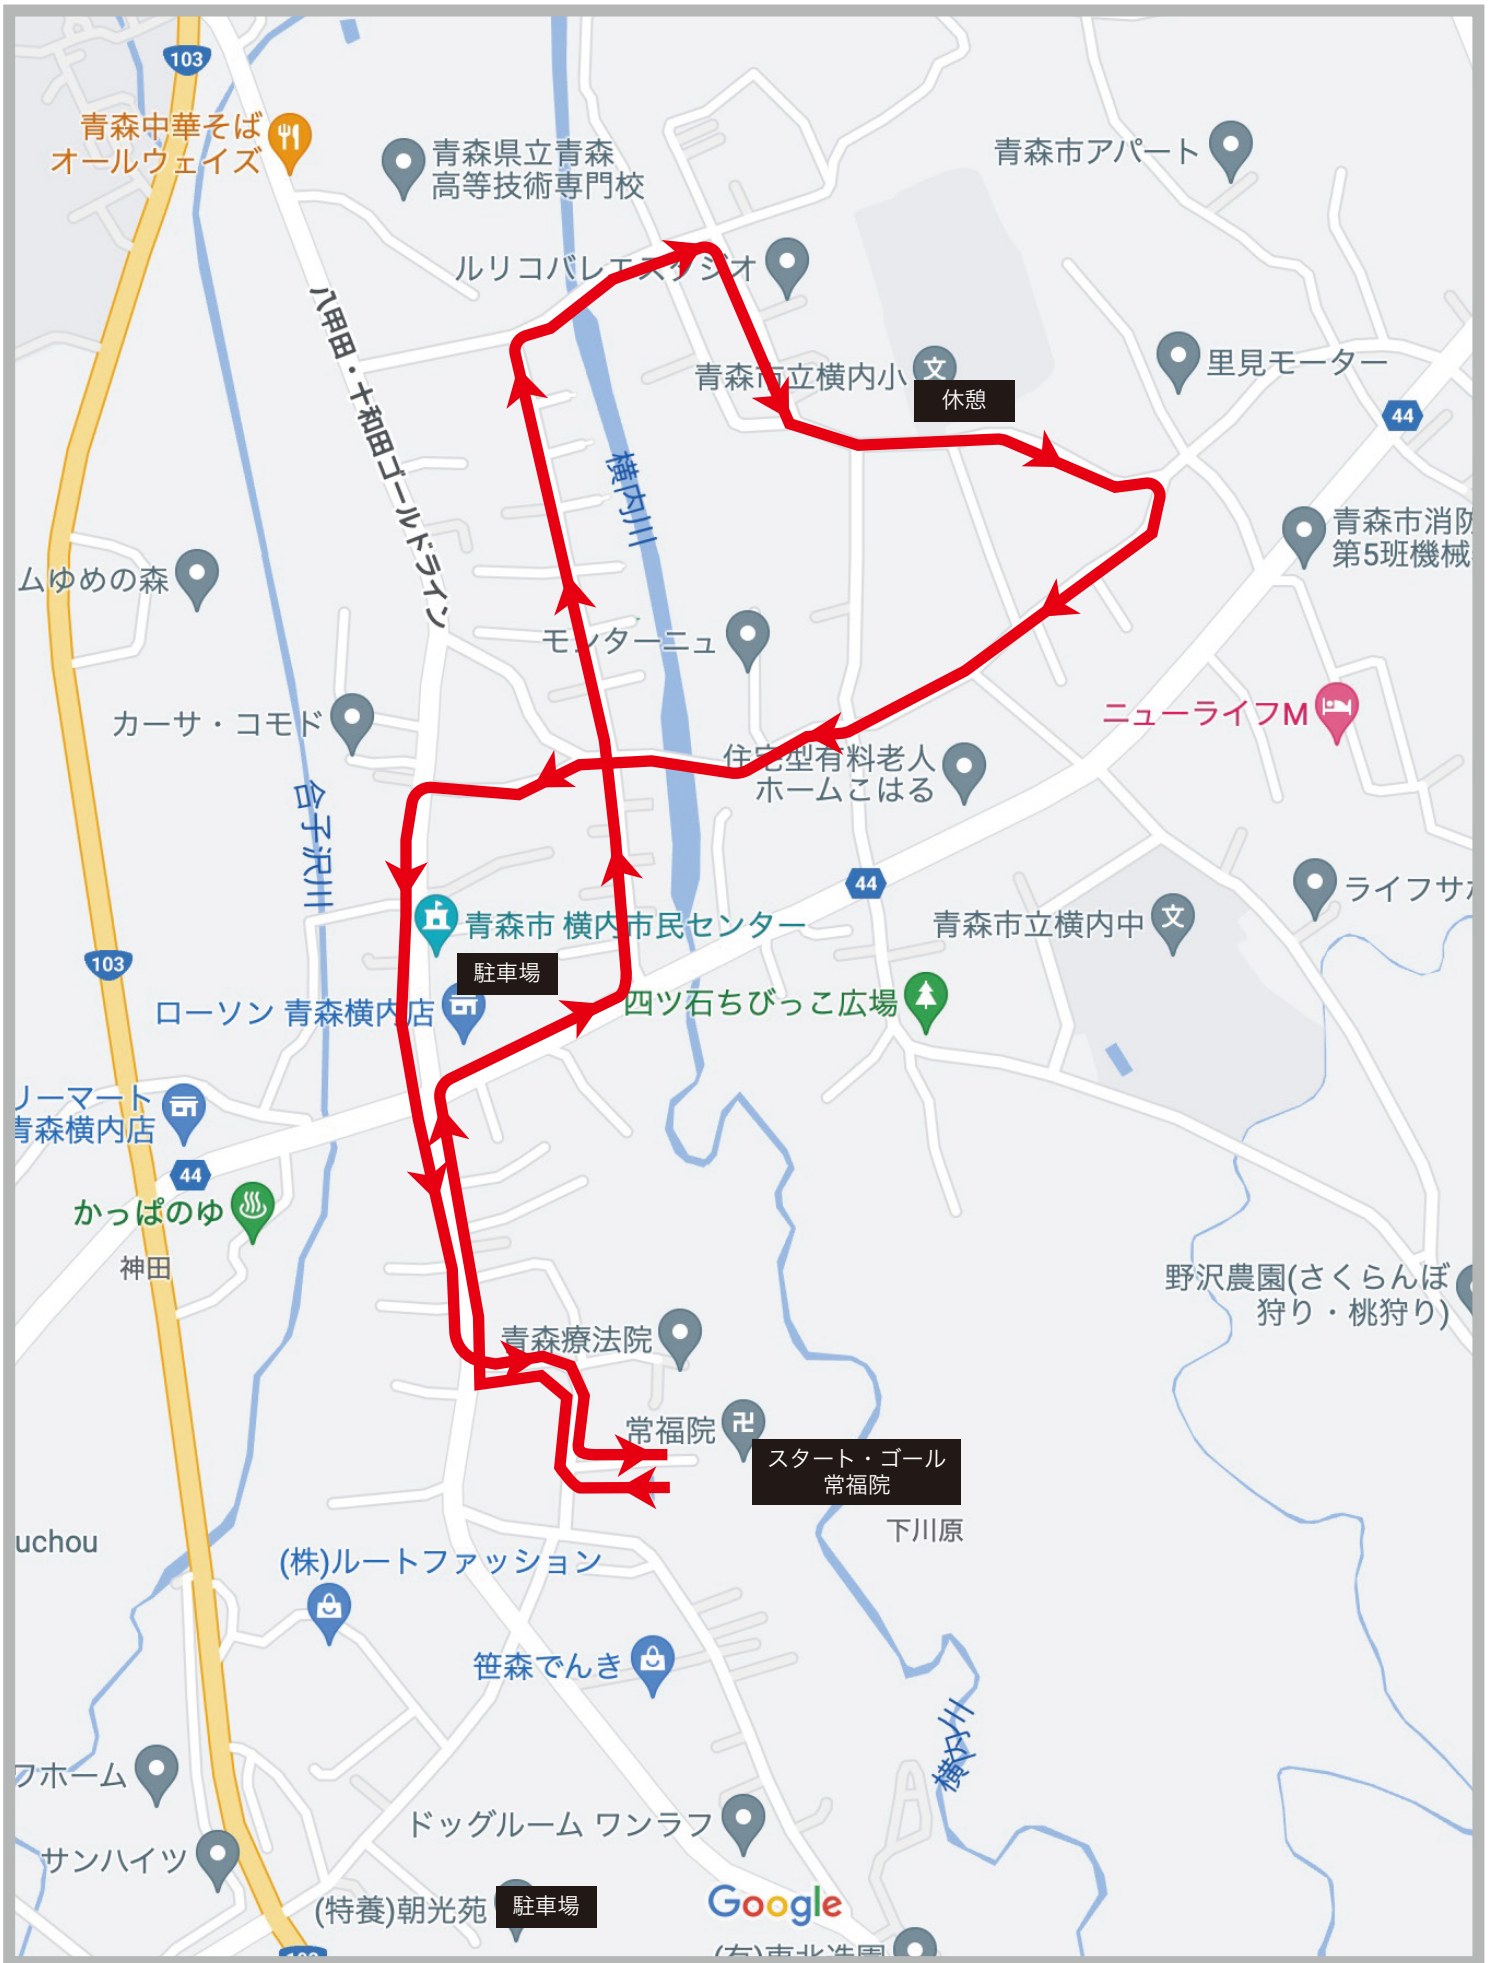 103
青森中華そば
オールウェイズ
青森県立青森
高等技術専門校
青森市アパート
ルリコバレエスタジオ
八甲田・十和田ゴールドライン
青森市立横内小
文
休憩
里見モーター
44
横内川
青森市消防
第5班機械
ムゆめの森
モンターニュ
カーサ・コモド
ニューライフM
住宅型有料老人
ホームこはる
合子沢川
44
ライフサポ
青森市 横内市民センター
青森市立横内中
文
103
駐車場
ローソン 青森横内店
四ツ石ちびっこ広場
リーマート
青森横内店
44
かっぱのゆ
神田
野沢農園(さくらんぼ
狩り・桃狩り)
青森療法院
常福院
卍
スタート・ゴール
常福院
下川原
uchou
(株)ルートファッション
笹森でんき
横内川
フホーム
ドッグルーム ワンラフ
サンハイツ
(特養)朝光苑
駐車場
Google
(有)東北造園
103